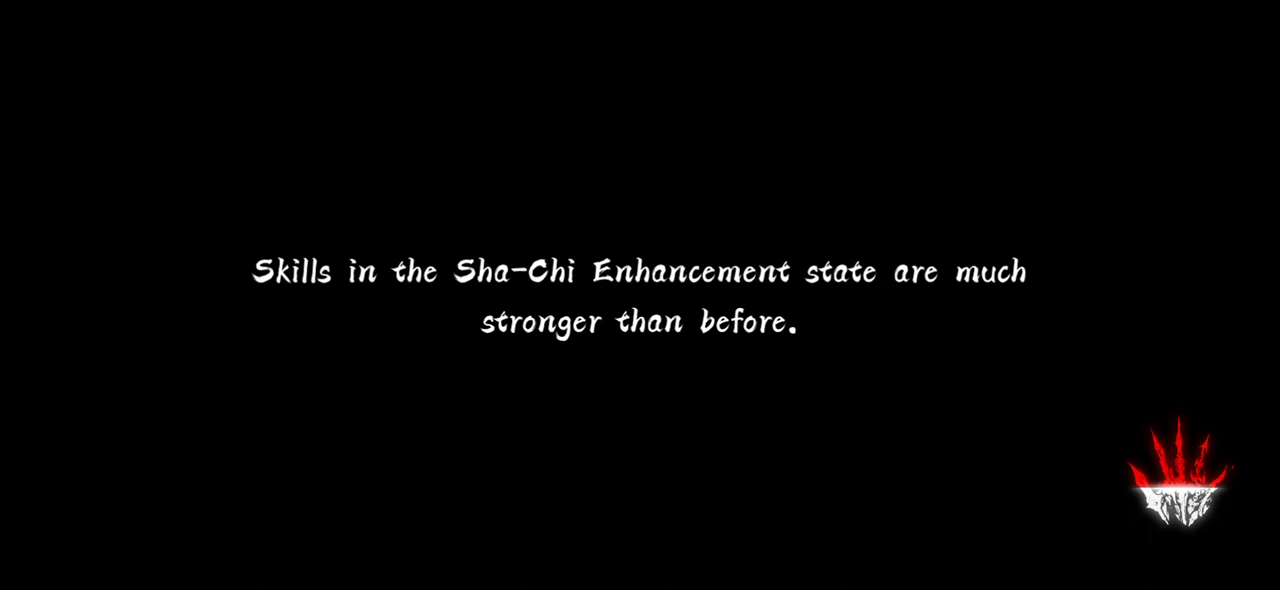 Skills in the Sha-Chi Enhancement state are much
stronger than before.